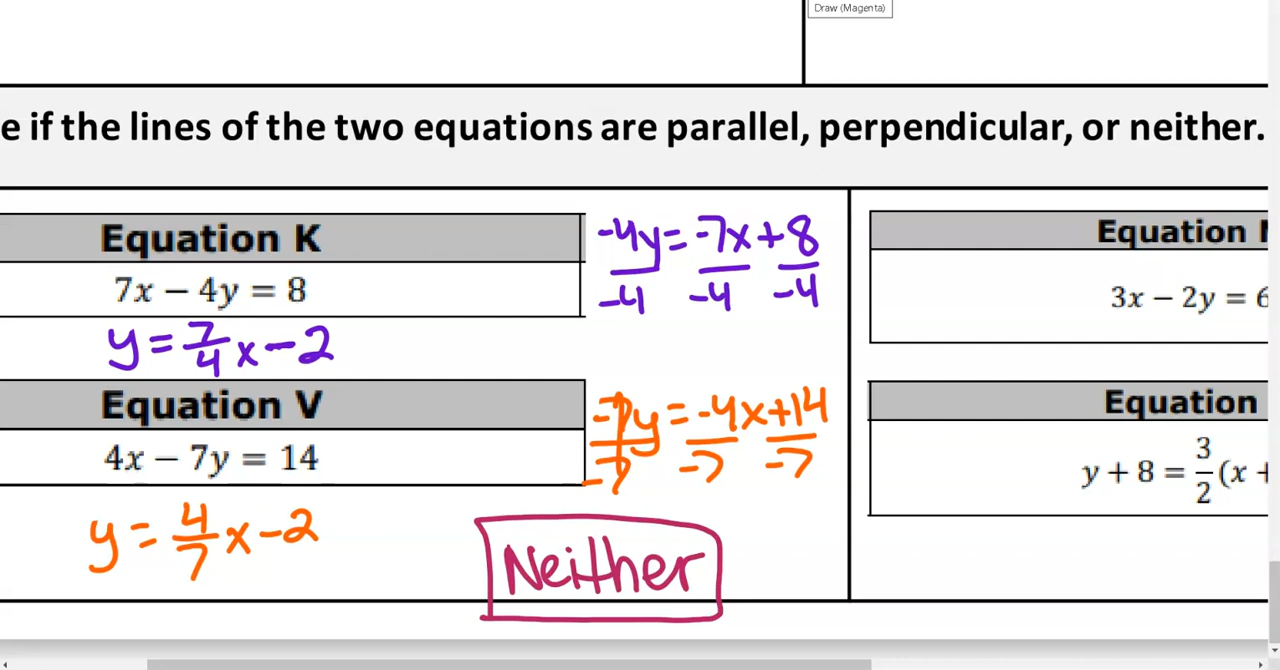 Draw (Magenta)
e if the lines of the two equations are parallel, perpendicular, or neither.
Equation K
7x − 4y = 8
y = 7/4 x − 2
-4y = -7x + 8
-4 -4 -4
Equation V
4x − 7y = 14
y = 4/7 x − 2
-7y = -4x + 14
-7 -7 -7
Neither
Equation
3x − 2y = 6
Equation
y + 8 = 3/2 (x +